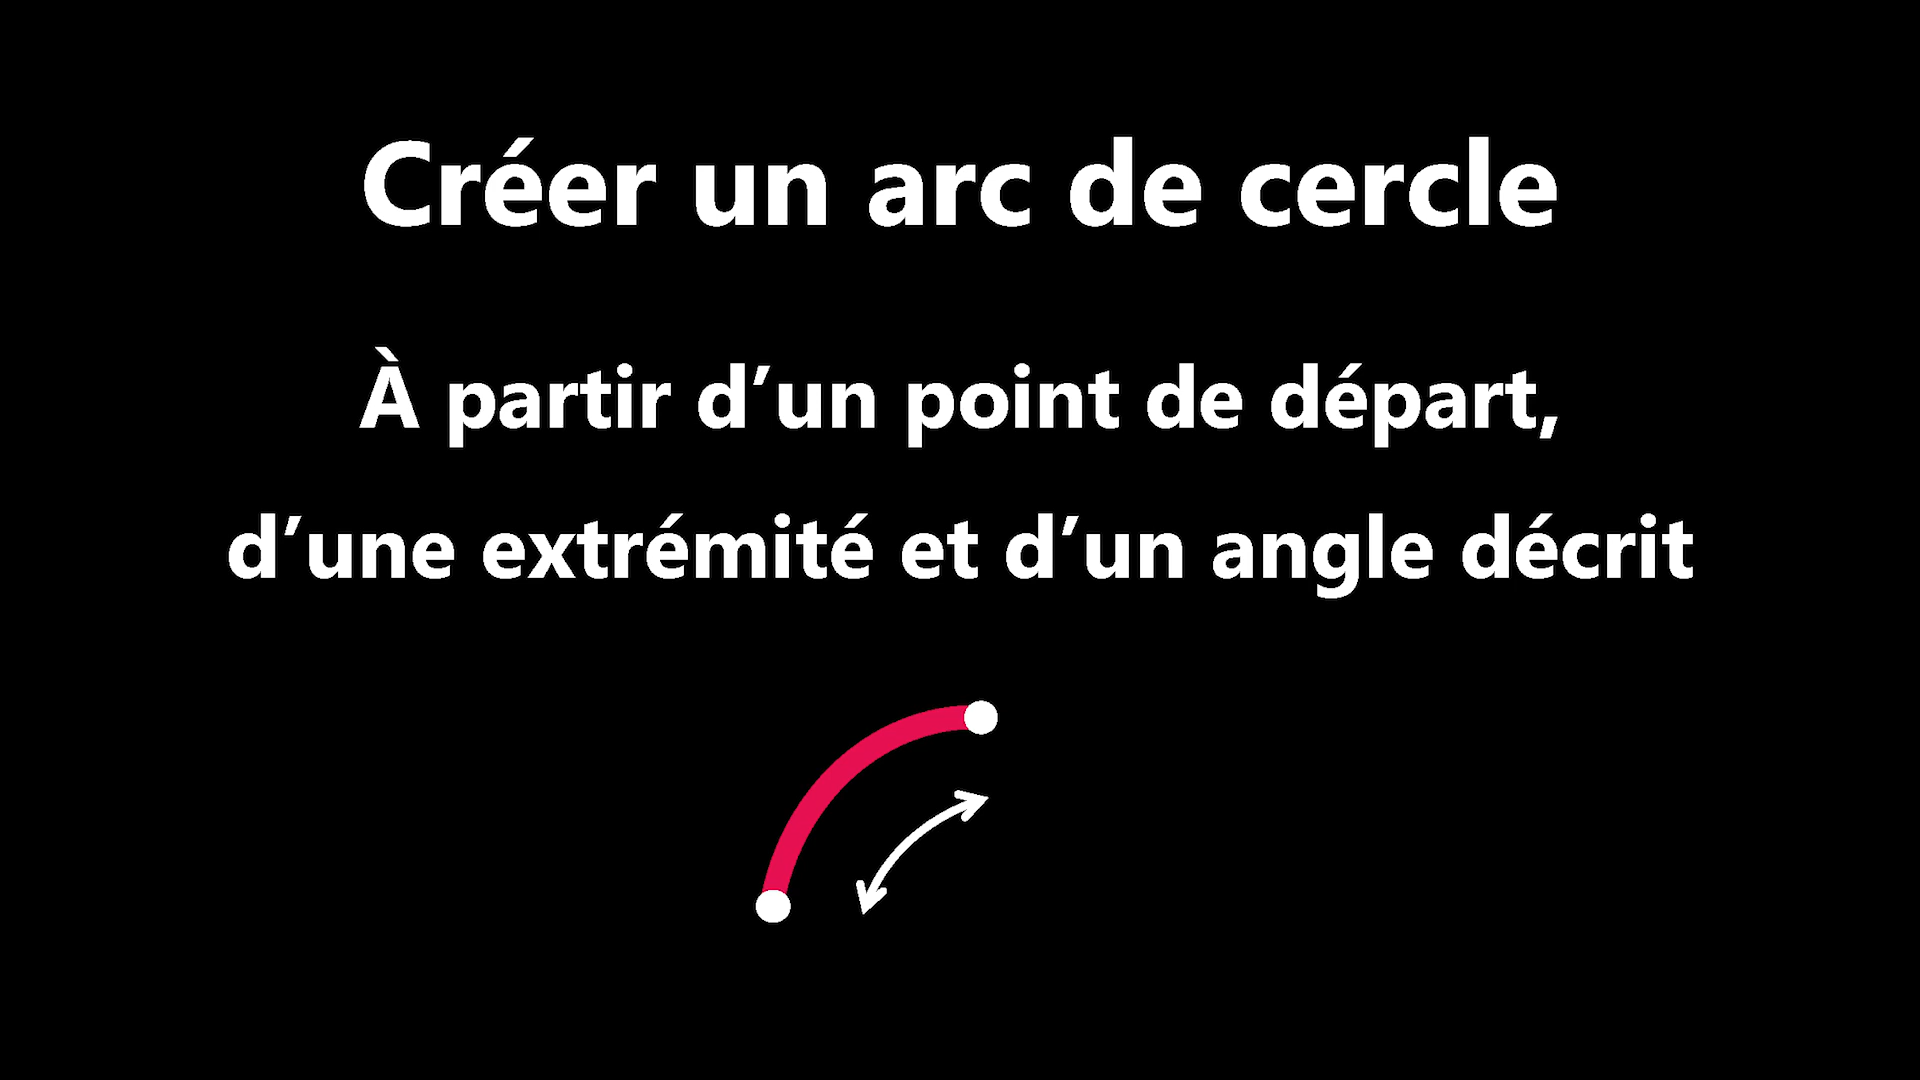 Créer un arc de cercle
À partir d’un point de départ,
d’une extrémité et d’un angle décrit